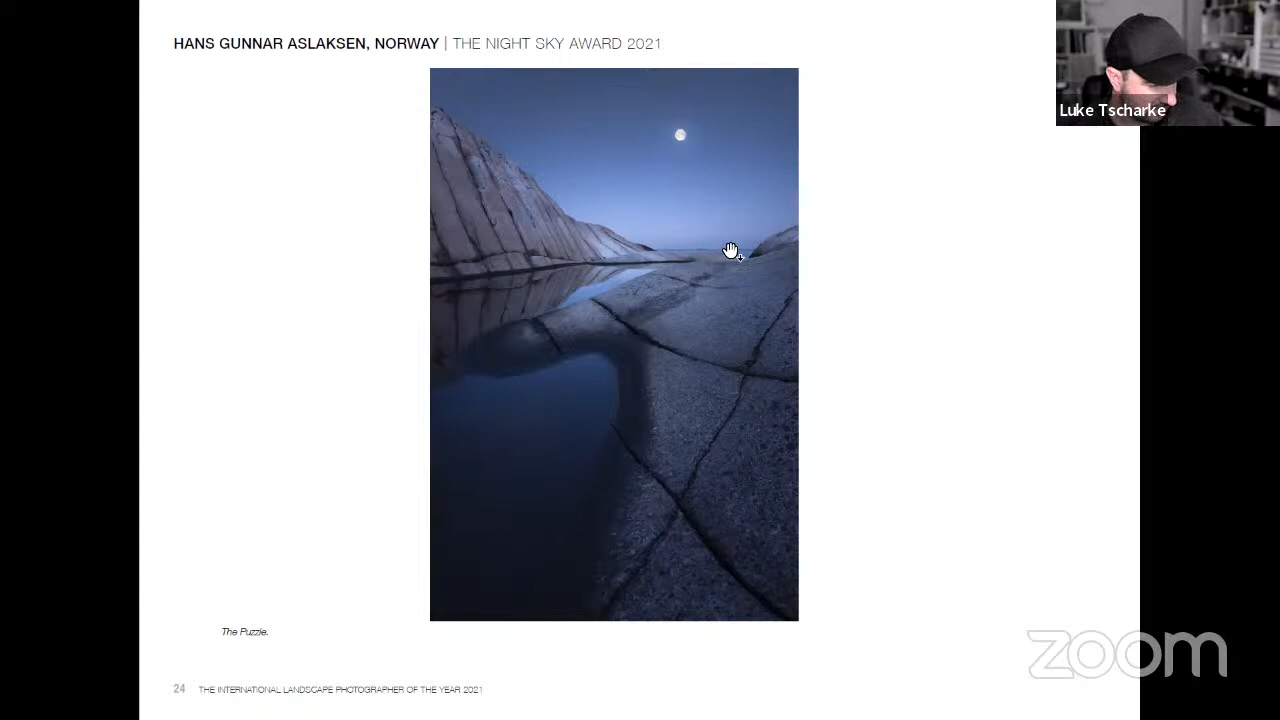 HANS GUNNAR ASLAKSEN, NORWAY | THE NIGHT SKY AWARD 2021
Luke Tscharke
The Puzzle.
zoom
24 THE INTERNATIONAL LANDSCAPE PHOTOGRAPHER OF THE YEAR 2021